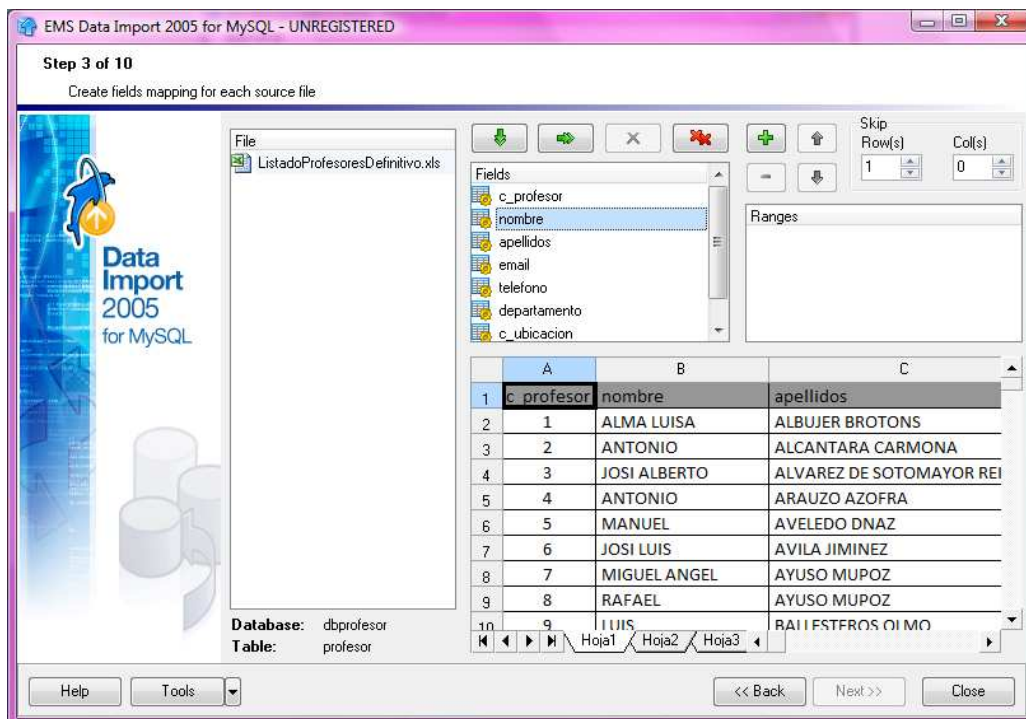 EMS Data Import 2005 for MySQL - UNREGISTERED
Step 3 of 10
Create fields mapping for each source file
Data
Import
2005
for MySQL
File
ListadoProfesoresDefinitivo.xls
Database: dbprofesor
Table: profesor
Fields
c_profesor
nombre
apellidos
email
telefono
departamento
c_ubicacion
Skip
Row(s) Col(s)
1 0
Ranges
A B C
1 c_profesor nombre apellidos
2 1 ALMA LUISA ALBUJER BROTONS
3 2 ANTONIO ALCANTARA CARMONA
4 3 JOSI ALBERTO ALVAREZ DE SOTOMAYOR REI
5 4 ANTONIO ARAUZO AZOFRA
6 5 MANUEL AVELEDO DNAZ
7 6 JOSI LUIS AVILA JIMINEZ
8 7 MIGUEL ANGEL AYUSO MUPOZ
9 8 RAFAEL AYUSO MUPOZ
10 9 LUIS BALLESTEROS OLMO
Hoja1 Hoja2 Hoja3
Help Tools << Back Next >> Close